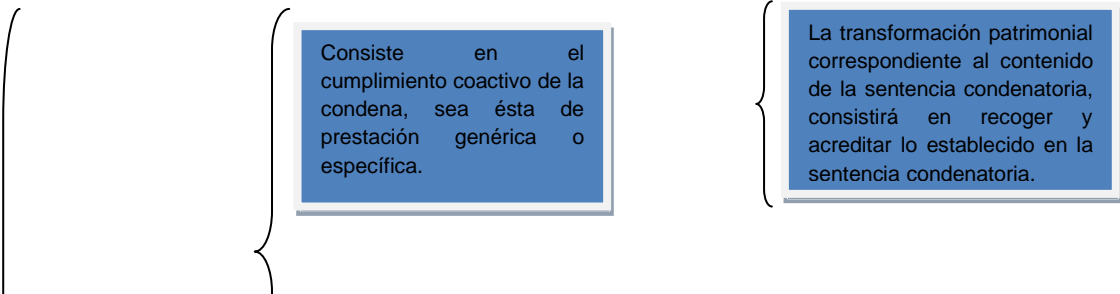 Consiste en el
cumplimiento coactivo de la
condena, sea ésta de
prestación genérica o
específica.
La transformación patrimonial
correspondiente al contenido
de la sentencia condenatoria,
consistirá en recoger y
acreditar lo establecido en la
sentencia condenatoria.